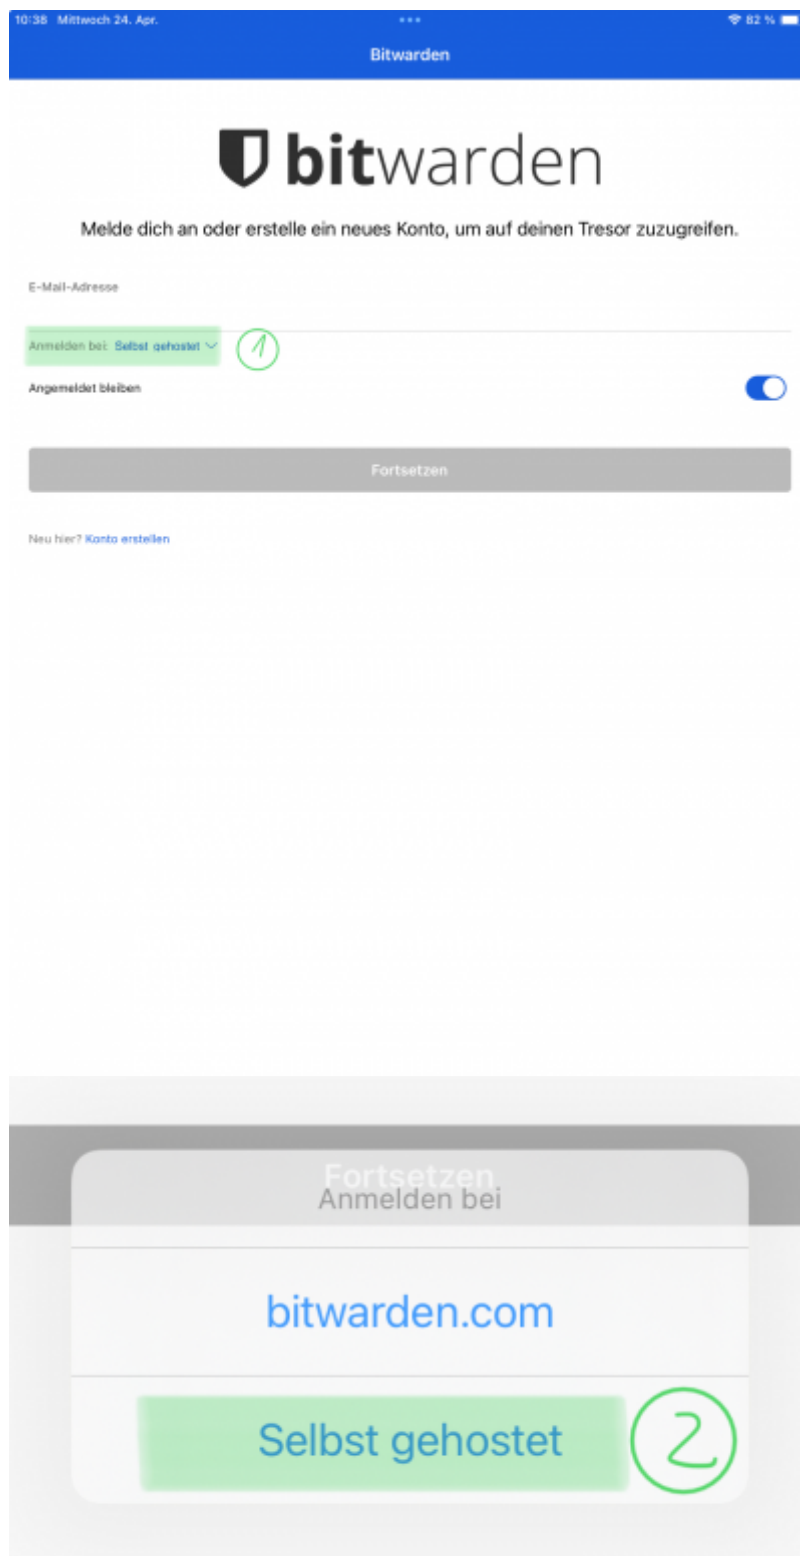 10:38 Mittwoch 24. Apr.
82 %
Bitwarden
bitwarden
Melde dich an oder erstelle ein neues Konto, um auf deinen Tresor zuzugreifen.
E-Mail-Adresse
Anmelden bei: Selbst gehostet
1
Angemeldet bleiben
Fortsetzen
Neu hier? Konto erstellen
Fortsetzen
Anmelden bei
bitwarden.com
Selbst gehostet
2